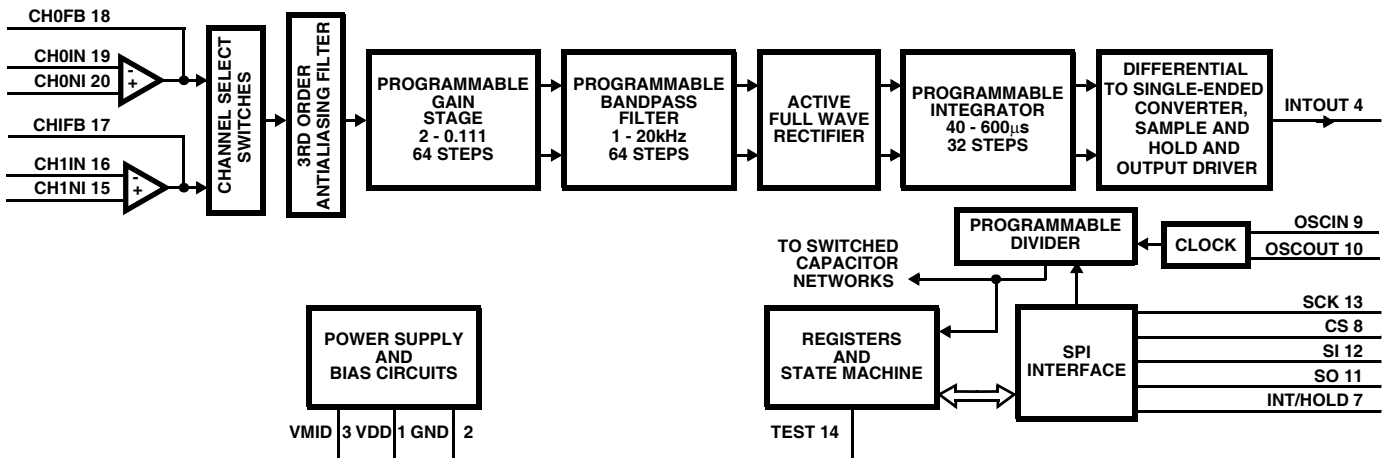 CH0FB 18
CH0IN 19
CH0NI 20
-
+
CHIFB 17
CH1IN 16
CH1NI 15
-
+
CHANNEL SELECT
SWITCHES
3RD ORDER
ANTIALIASING FILTER
PROGRAMMABLE
GAIN
STAGE
2 - 0.111
64 STEPS
PROGRAMMABLE
BANDPASS
FILTER
1 - 20kHz
64 STEPS
ACTIVE
FULL WAVE
RECTIFIER
PROGRAMMABLE
INTEGRATOR
40 - 600μs
32 STEPS
DIFFERENTIAL
TO SINGLE-ENDED
CONVERTER,
SAMPLE AND
HOLD AND
OUTPUT DRIVER
INTOUT 4
PROGRAMMABLE
DIVIDER
CLOCK
OSCIN 9
OSCOUT 10
TO SWITCHED
CAPACITOR
NETWORKS
POWER SUPPLY
AND
BIAS CIRCUITS
VMID 3 VDD 1 GND 2
REGISTERS
AND
STATE MACHINE
TEST 14
SPI
INTERFACE
SCK 13
CS 8
SI 12
SO 11
INT/HOLD 7